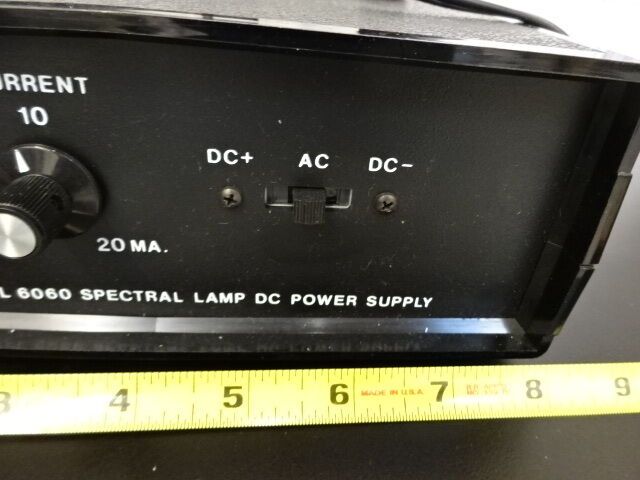 URRENT
10
DC+ AC DC-
20 MA.
L 6060 SPECTRAL LAMP DC POWER SUPPLY
3 4 5 6 MADE IN U.S.A. 7 8 9